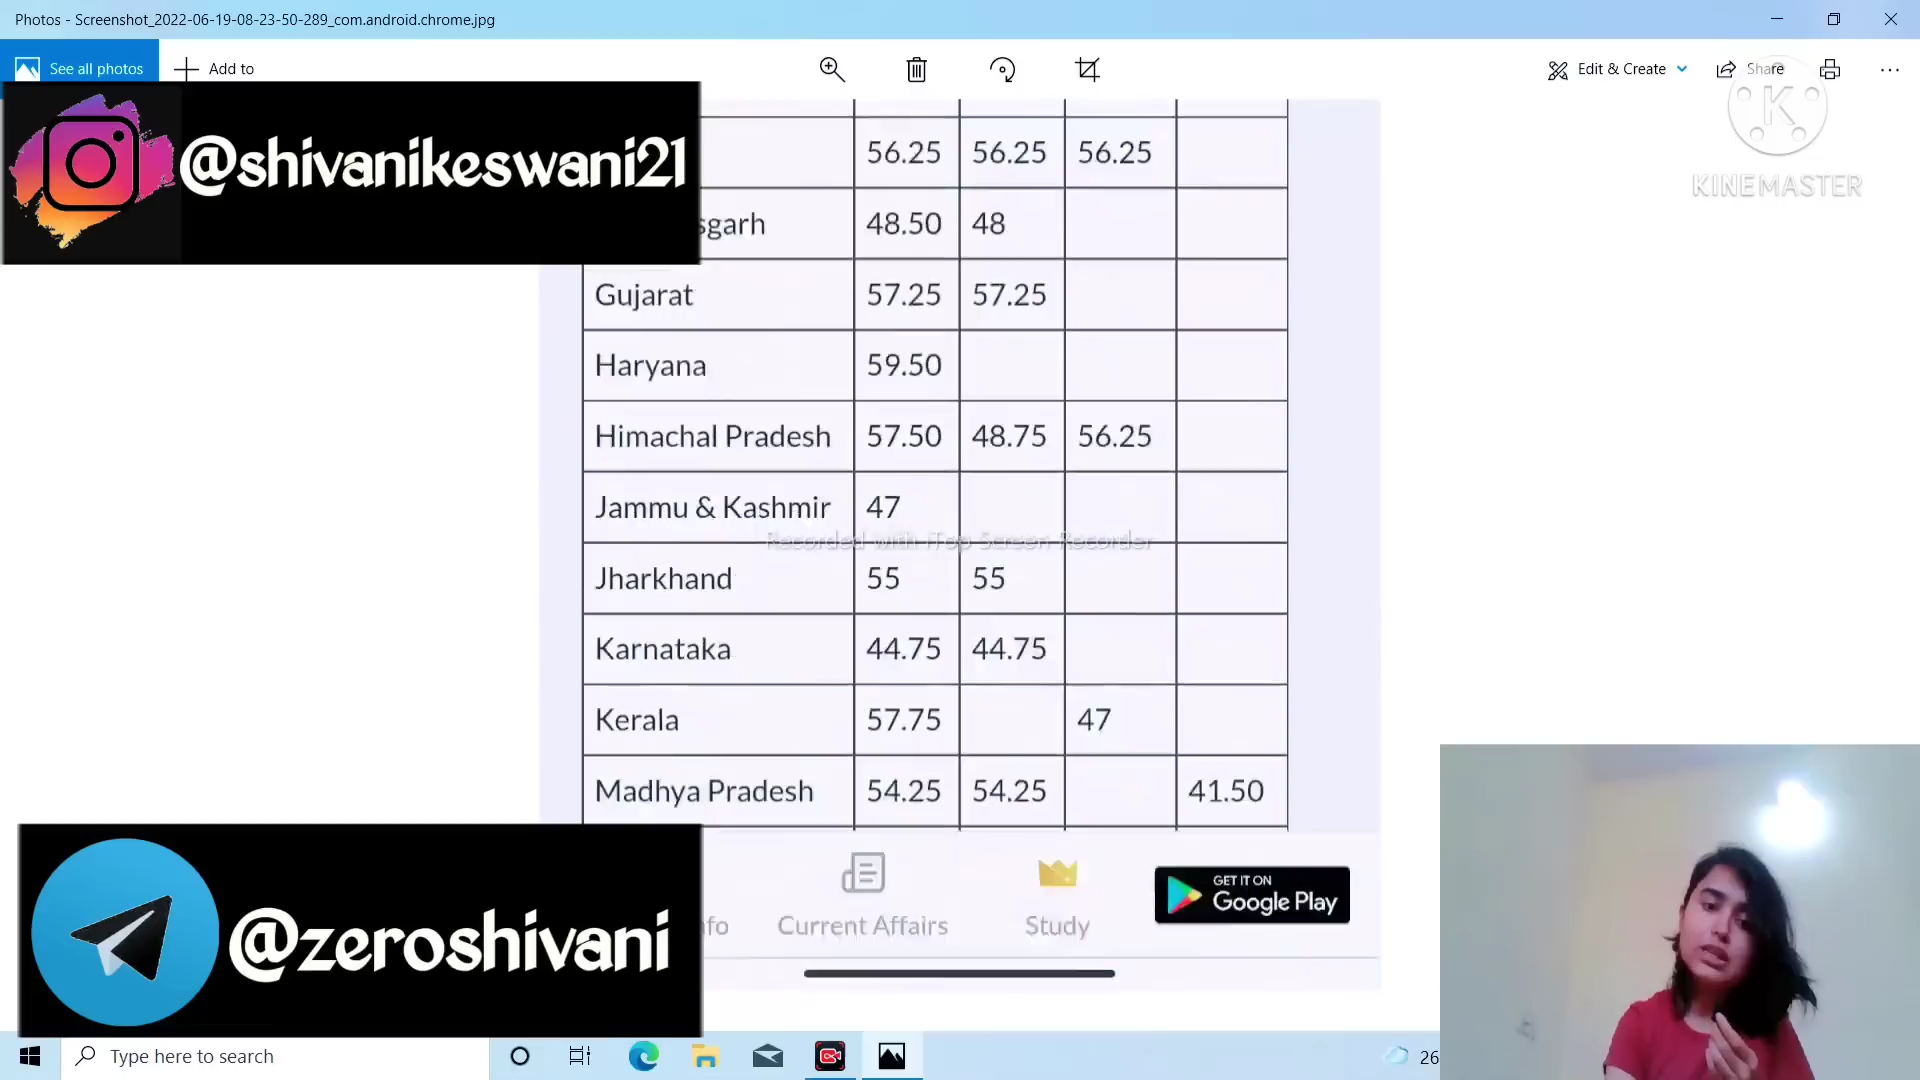 Photos - Screenshot_2022-06-19-08-23-50-289_com.android.chrome.jpg
See all photos
Add to
Edit & Create
Share
@shivanikeswani21
KINEMASTER
56.25 56.25 56.25
sgarh 48.50 48
Gujarat 57.25 57.25
Haryana 59.50
Himachal Pradesh 57.50 48.75 56.25
Jammu & Kashmir 47
Recorded with iTop Screen Recorder
Jharkhand 55 55
Karnataka 44.75 44.75
Kerala 57.75 47
Madhya Pradesh 54.25 54.25 41.50
@zeroshivani
fo
Current Affairs
Study
GET IT ON
Google Play
Type here to search
26